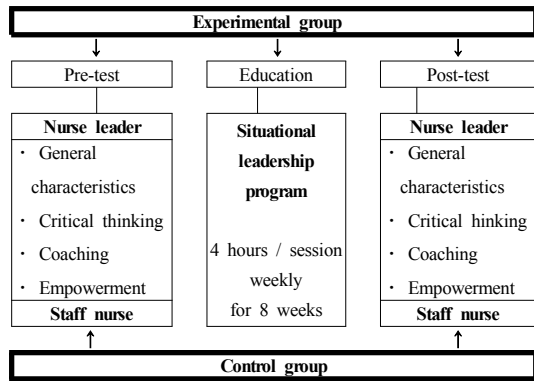 Experimental group
Pre-test
Education
Post-test
Nurse leader
· General
characteristics
· Critical thinking
· Coaching
· Empowerment
Staff nurse
Situational
leadership
program
4 hours / session
weekly
for 8 weeks
Nurse leader
· General
characteristics
· Critical hinking
· Coaching
· Empowerment
Staff nurse
Control group